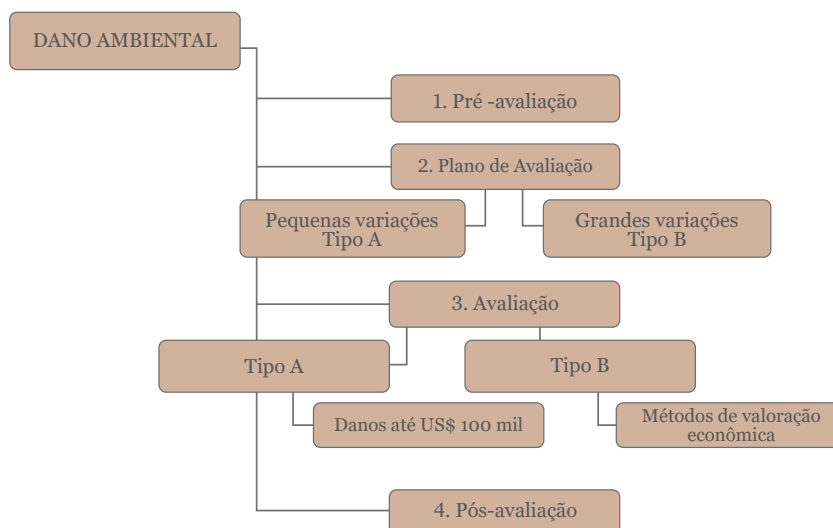 DANO AMBIENTAL
1. Pré -avaliação
2. Plano de Avaliação
Pequenas variações
Tipo A
Grandes variações
Tipo B
3. Avaliação
Tipo A
Tipo B
Danos até US$ 100 mil
Métodos de valoração
econômica
4. Pós-avaliação